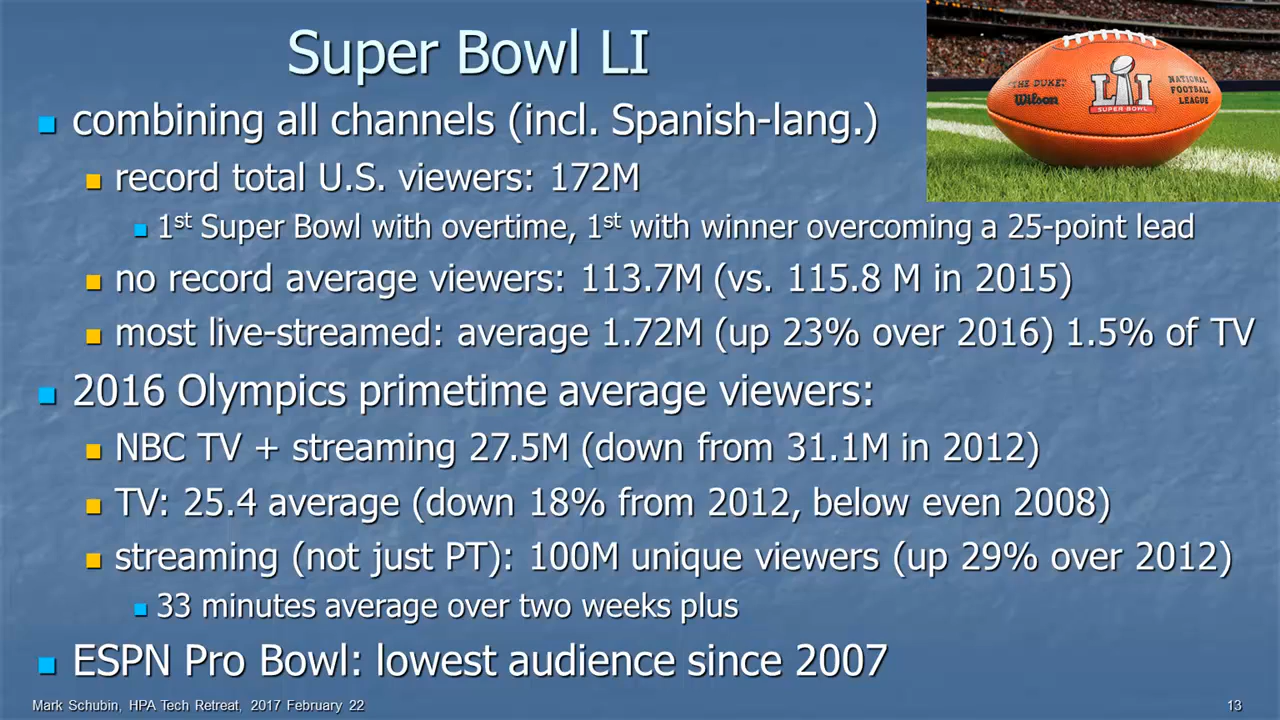 Super Bowl LI
"THE DUKE"
Wilson
LI
SUPER BOWL
NATIONAL
FOOTBALL
LEAGUE
combining all channels (incl. Spanish-lang.)
record total U.S. viewers: 172M
1st Super Bowl with overtime, 1st with winner overcoming a 25-point lead
no record average viewers: 113.7M (vs. 115.8 M in 2015)
most live-streamed: average 1.72M (up 23% over 2016) 1.5% of TV
2016 Olympics primetime average viewers:
NBC TV + streaming 27.5M (down from 31.1M in 2012)
TV: 25.4 average (down 18% from 2012, below even 2008)
streaming (not just PT): 100M unique viewers (up 29% over 2012)
33 minutes average over two weeks plus
ESPN Pro Bowl: lowest audience since 2007
Mark Schubin, HPA Tech Retreat, 2017 February 22
13